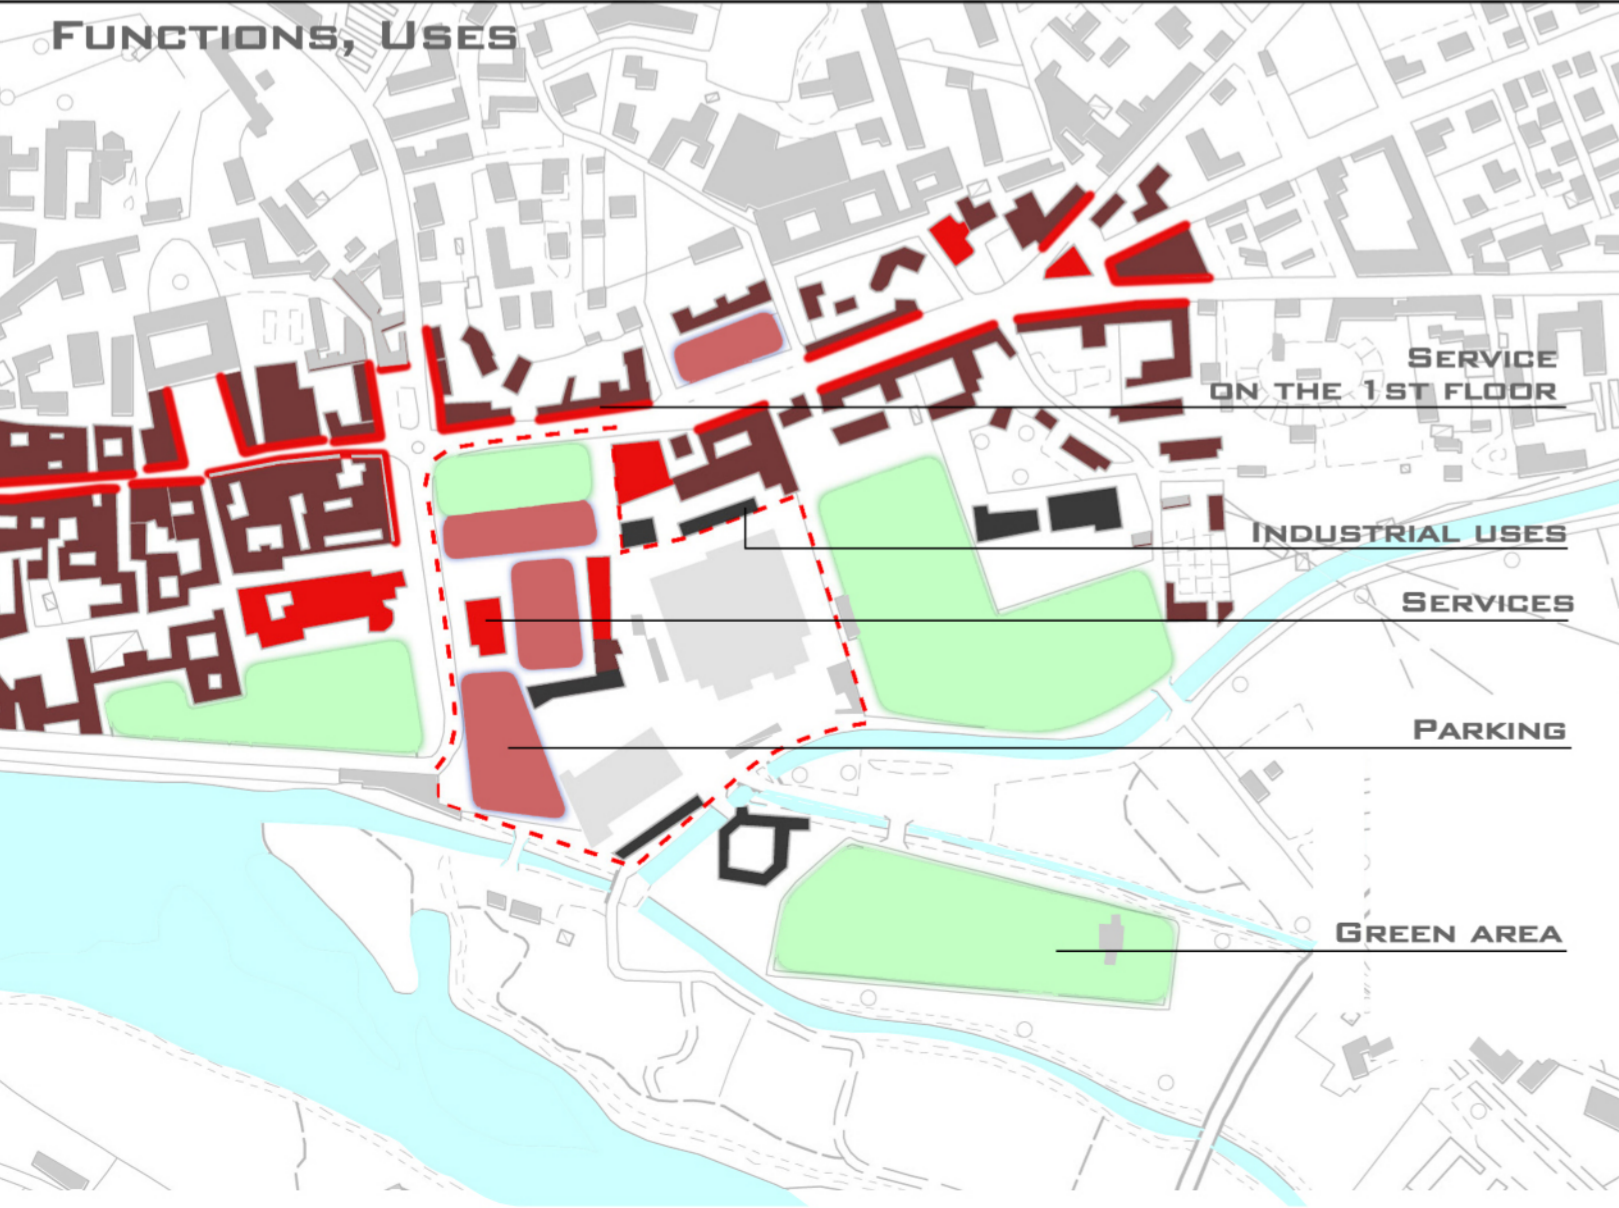 Functions, Uses
Service
on the 1st floor
Industrial uses
Services
Parking
Green area